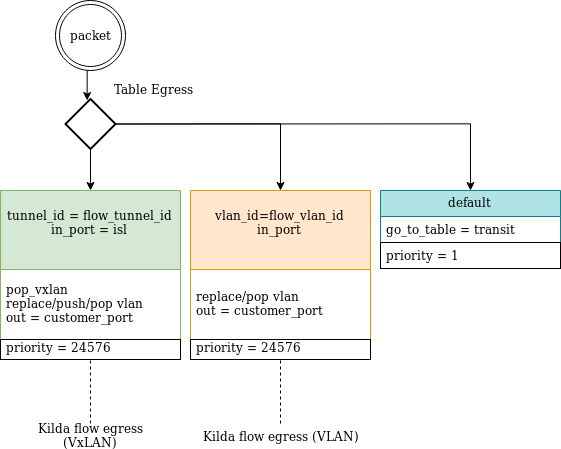 packet
Table Egress
tunnel_id = flow_tunnel_id
in_port = isl
pop_vxlan
replace/push/pop vlan
out = customer_port
priority = 24576
Kilda flow egress
(VxLAN)
vlan_id=flow_vlan_id
in_port
replace/pop vlan
out = customer_port
priority = 24576
Kilda flow egress (VLAN)
default
go_to_table = transit
priority = 1